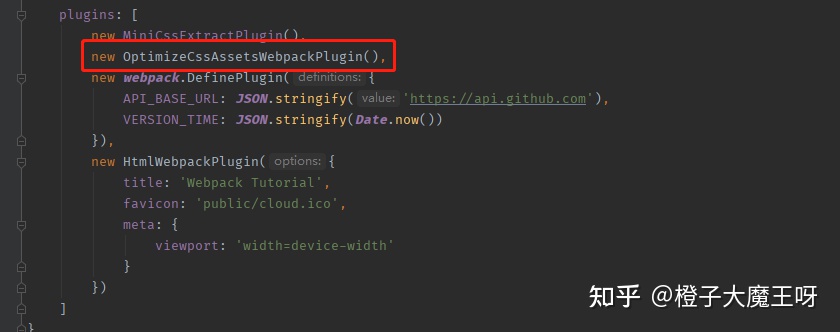 plugins: [
new MiniCssExtractPlugin(),
new OptimizeCssAssetsWebpackPlugin(),
new webpack.DefinePlugin( definitions: {
API_BASE_URL: JSON.stringify( value: 'https://api.github.com'),
VERSION_TIME: JSON.stringify(Date.now())
}),
new HtmlWebpackPlugin( options: {
title: 'Webpack Tutorial',
favicon: 'public/cloud.ico',
meta: {
viewport: 'width=device-width'
}
})
]
}
知乎 @橙子大魔王呀